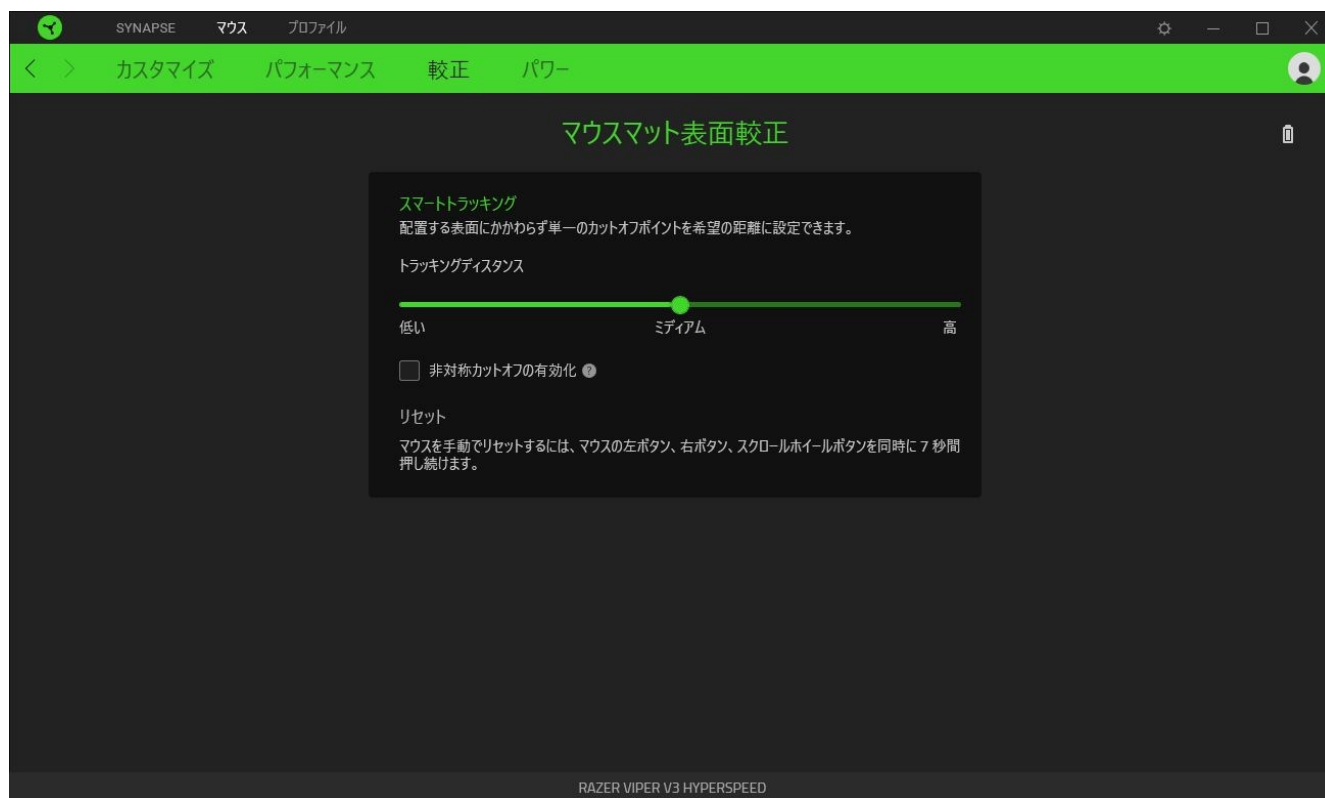 SYNAPSE マウス プロファイル
カスタマイズ パフォーマンス 較正 パワー
マウスマット表面較正
スマートトラッキング
配置する表面にかかわらず単一のカットオフポイントを希望の距離に設定できます。
トラッキングディスタンス
低い ミディアム 高
非対称カットオフの有効化 ?
リセット
マウスを手動でリセットするには、マウスの左ボタン、右ボタン、スクロールホイールボタンを同時に 7 秒間
押し続けます。
RAZER VIPER V3 HYPERSPEED